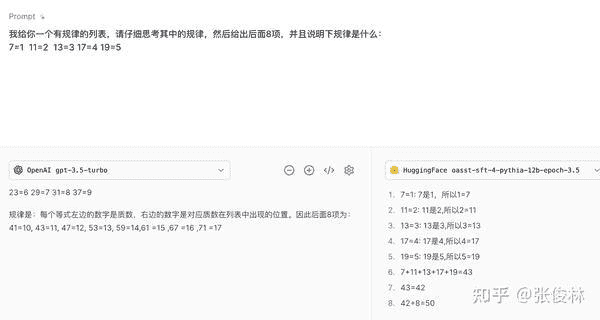 Prompt
我给你一个有规律的列表，请仔细思考其中的规律，然后给出后面8项，并且说明下规律是什么：
7=1 11=2 13=3 17=4 19=5
OpenAI gpt-3.5-turbo
23=6 29=7 31=8 37=9
规律是：每个等式左边的数字是质数，右边的数字是对应质数在列表中出现的位置。因此后面8项为：
41=10, 43=11, 47=12, 53=13, 59=14,61 =15 ,67 =16 ,71 =17
HuggingFace oasst-sft-4-pythia-12b-epoch-3.5
1. 7=1: 7是1，所以1=7
2. 11=2: 11是2,所以2=11
3. 13=3: 13是3,所以3=13
4. 17=4: 17是4,所以4=17
5. 19=5: 19是5,所以5=19
6. 7+11+13+17+19=43
7. 43=42
8. 42+8=50
知乎 @张俊林